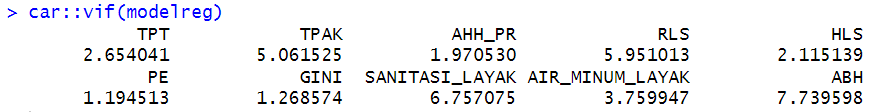 > car::vif(modelreg)
TPT TPAK AHH_PR RLS HLS
2.654041 5.061525 1.970530 5.951013 2.115139
PE GINI SANITASI_LAYAK AIR_MINUM_LAYAK ABH
1.194513 1.268574 6.757075 3.759947 7.739598